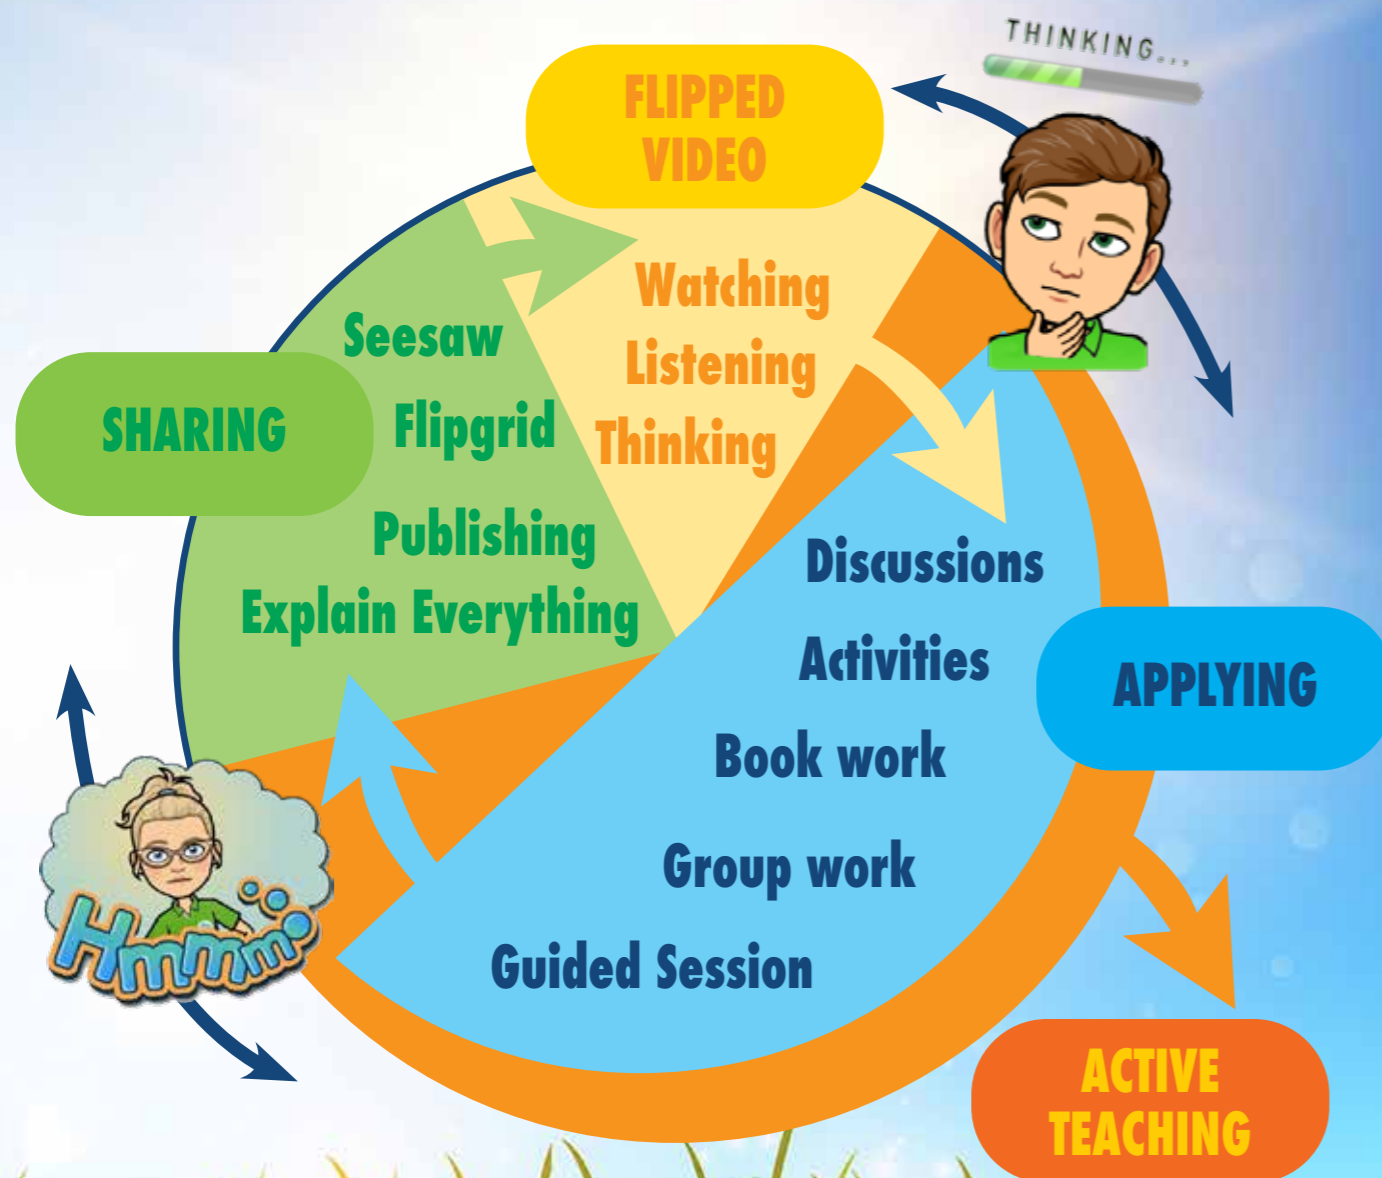 THINKING...
FLIPPED
VIDEO
Watching
Listening
Thinking
SHARING
Seesaw
Flipgrid
Publishing
Explain Everything
Discussions
Activities
Book work
Group work
Guided Session
APPLYING
Hmmm
ACTIVE
TEACHING